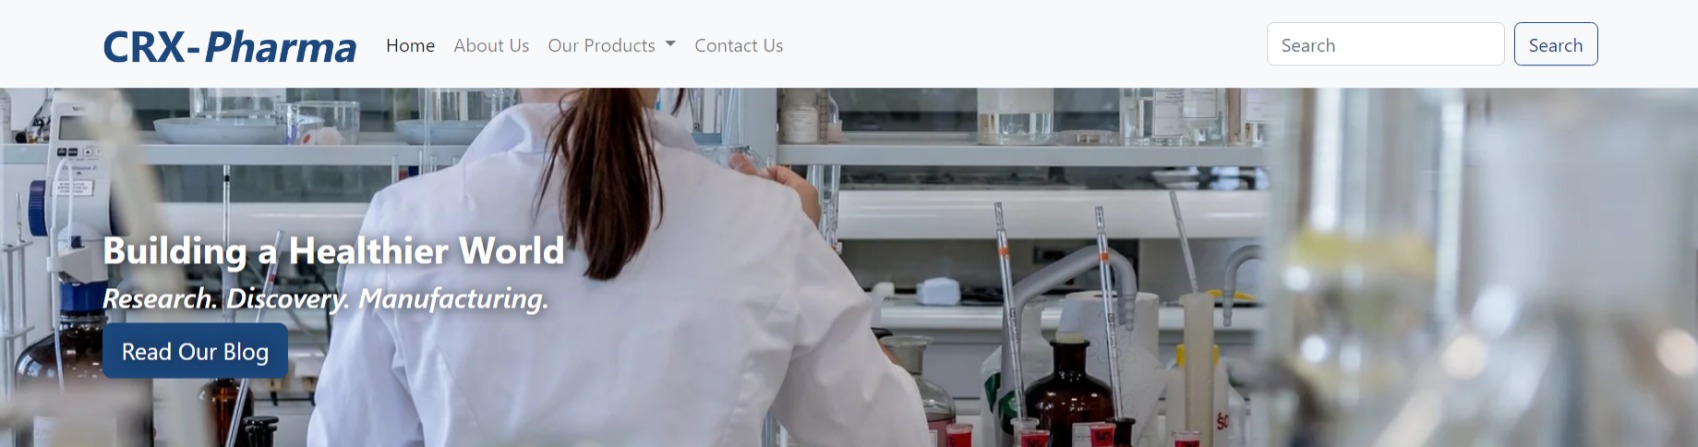 CRX-Pharma
Home
About Us
Our Products
Contact Us
Search
Search
Building a Healthier World
Research. Discovery. Manufacturing.
Read Our Blog